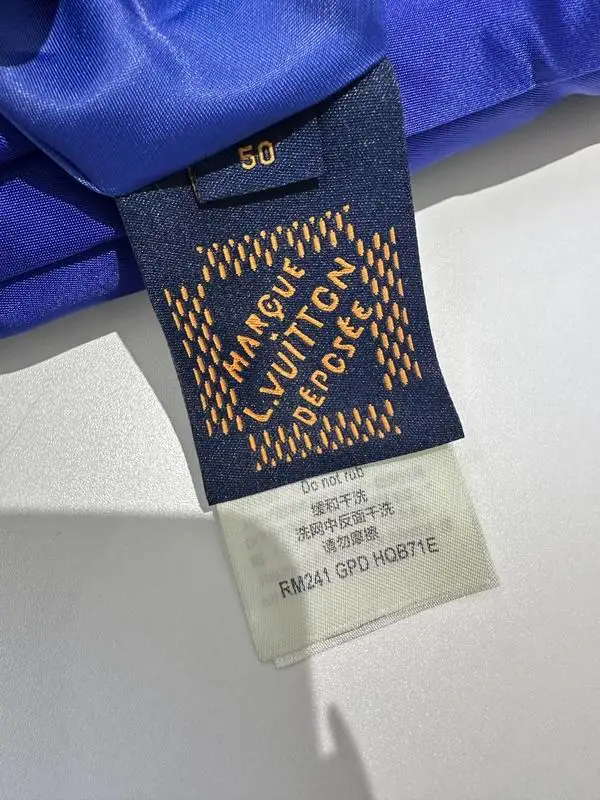 50
MARQUE
L.VUITTON
DÉPOSÉE
Do not rub
缓和干洗
洗网中反面干洗
请勿摩擦
RM241 GPD HQB71E